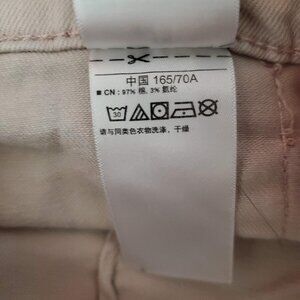 中国 165/70A
■ CN: 97% 棉, 3% 氨纶
30
请与同类色衣物洗涤, 干燥